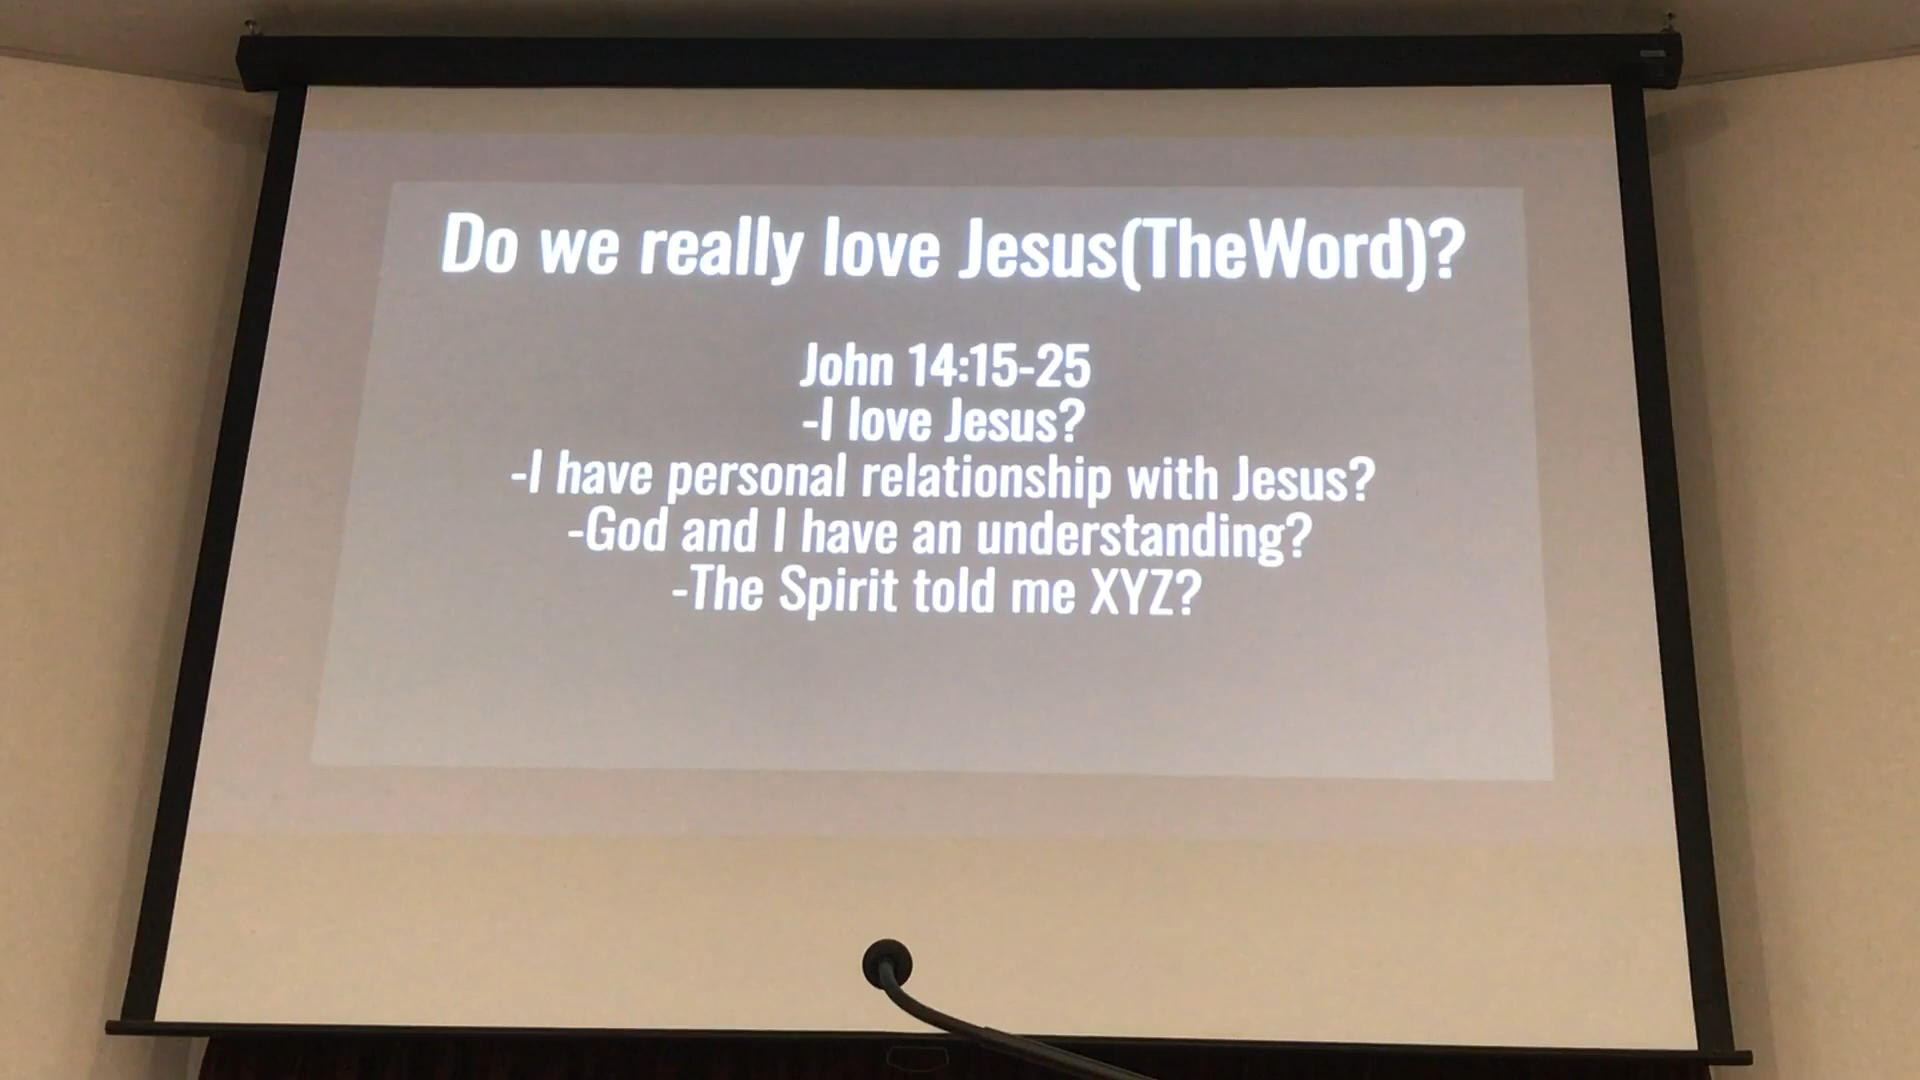 Do we really love Jesus(TheWord)?
John 14:15-25
-I love Jesus?
-I have personal relationship with Jesus?
-God and I have an understanding?
-The Spirit told me XYZ?